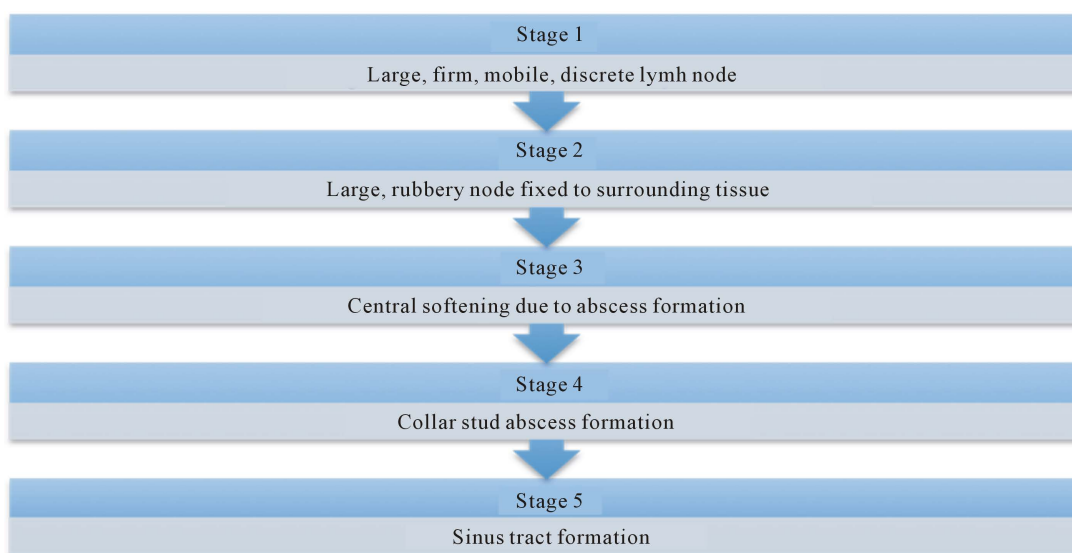 Stage 1
Large, firm, mobile, discrete lymh node
Stage 2
Large, rubbery node fixed to surrounding tissue
Stage 3
Central softening due to abscess formation
Stage 4
Collar stud abscess formation
Stage 5
Sinus tract formation